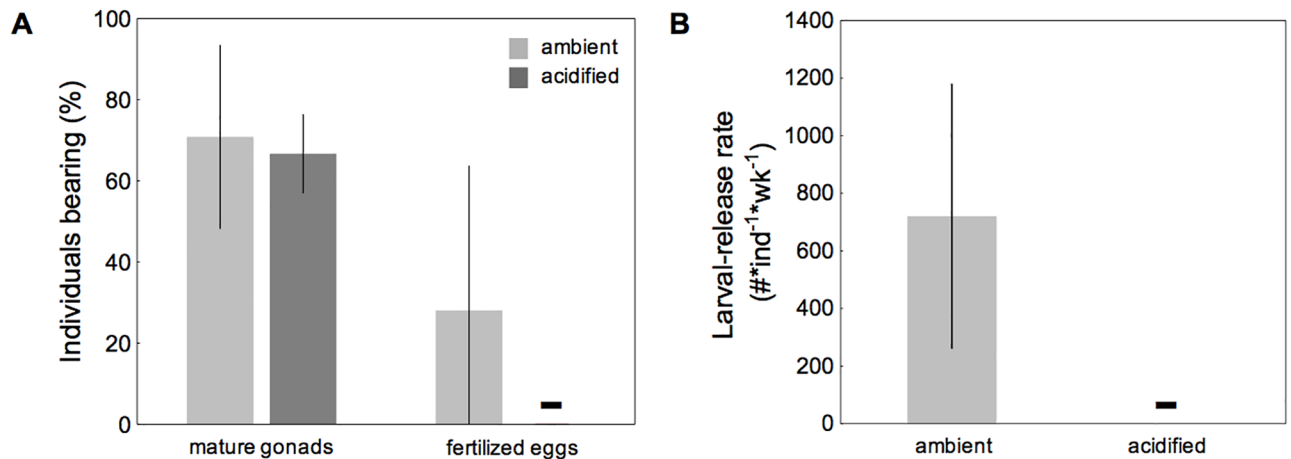 A
Individuals bearing (%)
100
80
60
40
20
0
ambient
acidified
mature gonads
fertilized eggs
B
Larval-release rate
(#*ind⁻¹*wk⁻¹)
1400
1200
1000
800
600
400
200
0
ambient
acidified